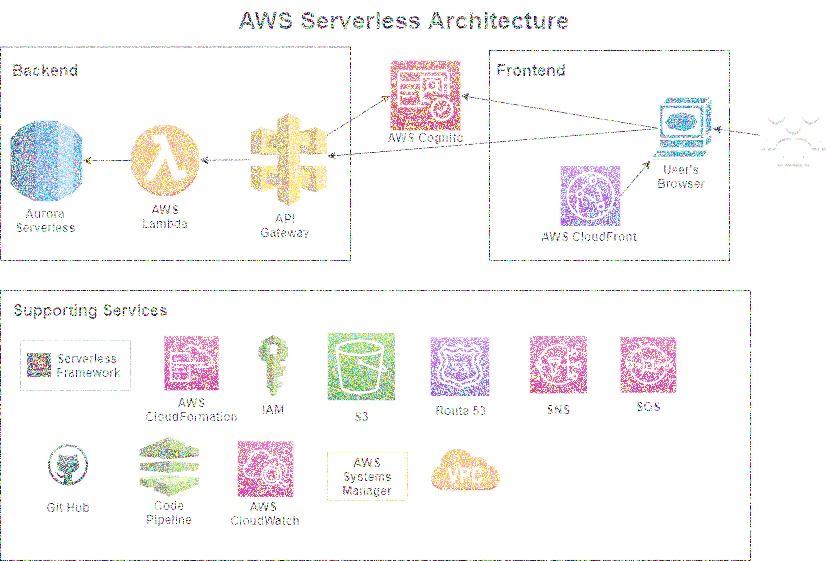 AWS Serverless Architecture
Backend
Frontend
AWS Cognito
User's
Browser
Aurora
Serverless
AWS
Lambda
API
Gateway
AWS CloudFront
Supporting Services
Serverless
Framework
AWS
CloudFormation
IAM
S3
Route 53
SNS
SQS
Git Hub
Code
Pipeline
AWS
CloudWatch
AWS
Systems
Manager
VPC